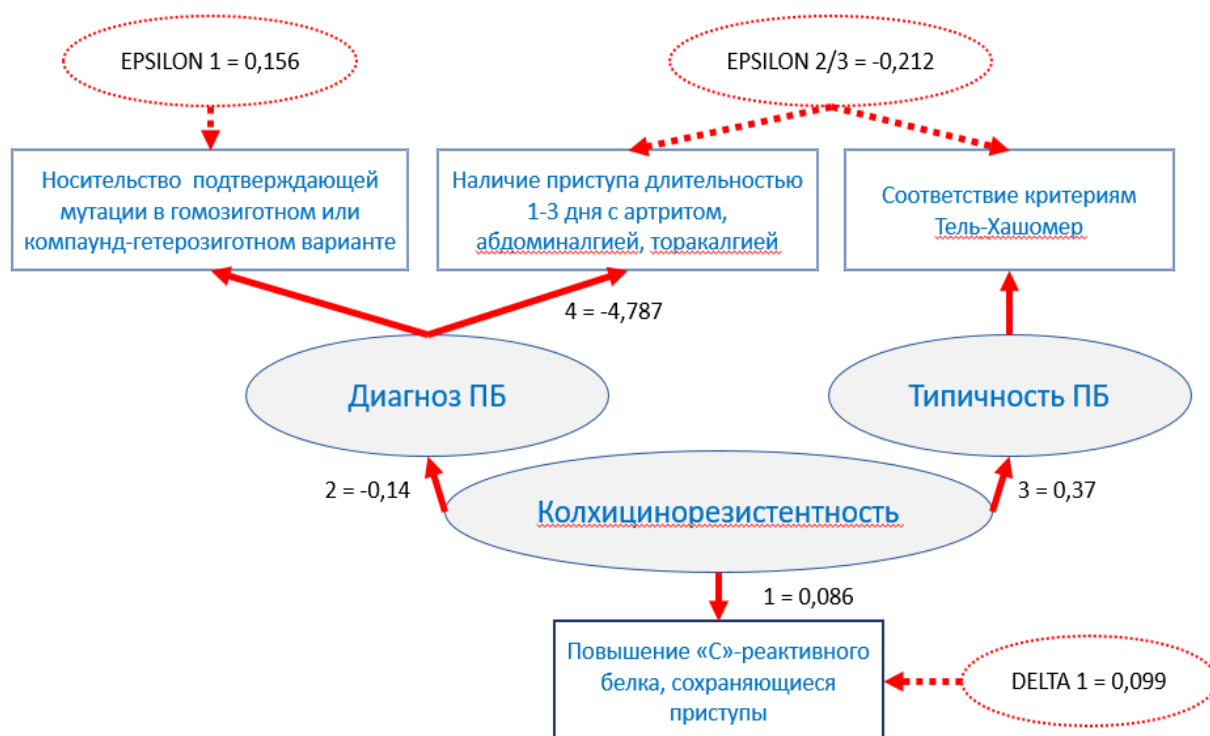 EPSILON 1 = 0,156
EPSILON 2/3 = -0,212
Носительство подтверждающей
мутации в гомозиготном или
компаунд-гетерозиготном варианте
Наличие приступа длительностью
1-3 дня с артритом,
абдоминалгией, торакалгией
Соответствие критериям
Тель-Хашомер
4 = -4,787
Диагноз ПБ
Типичность ПБ
2 = -0,14
Колхицинорезистентность
3 = 0,37
1 = 0,086
Повышение «С»-реактивного
белка, сохраняющиеся
приступы
DELTA 1 = 0,099